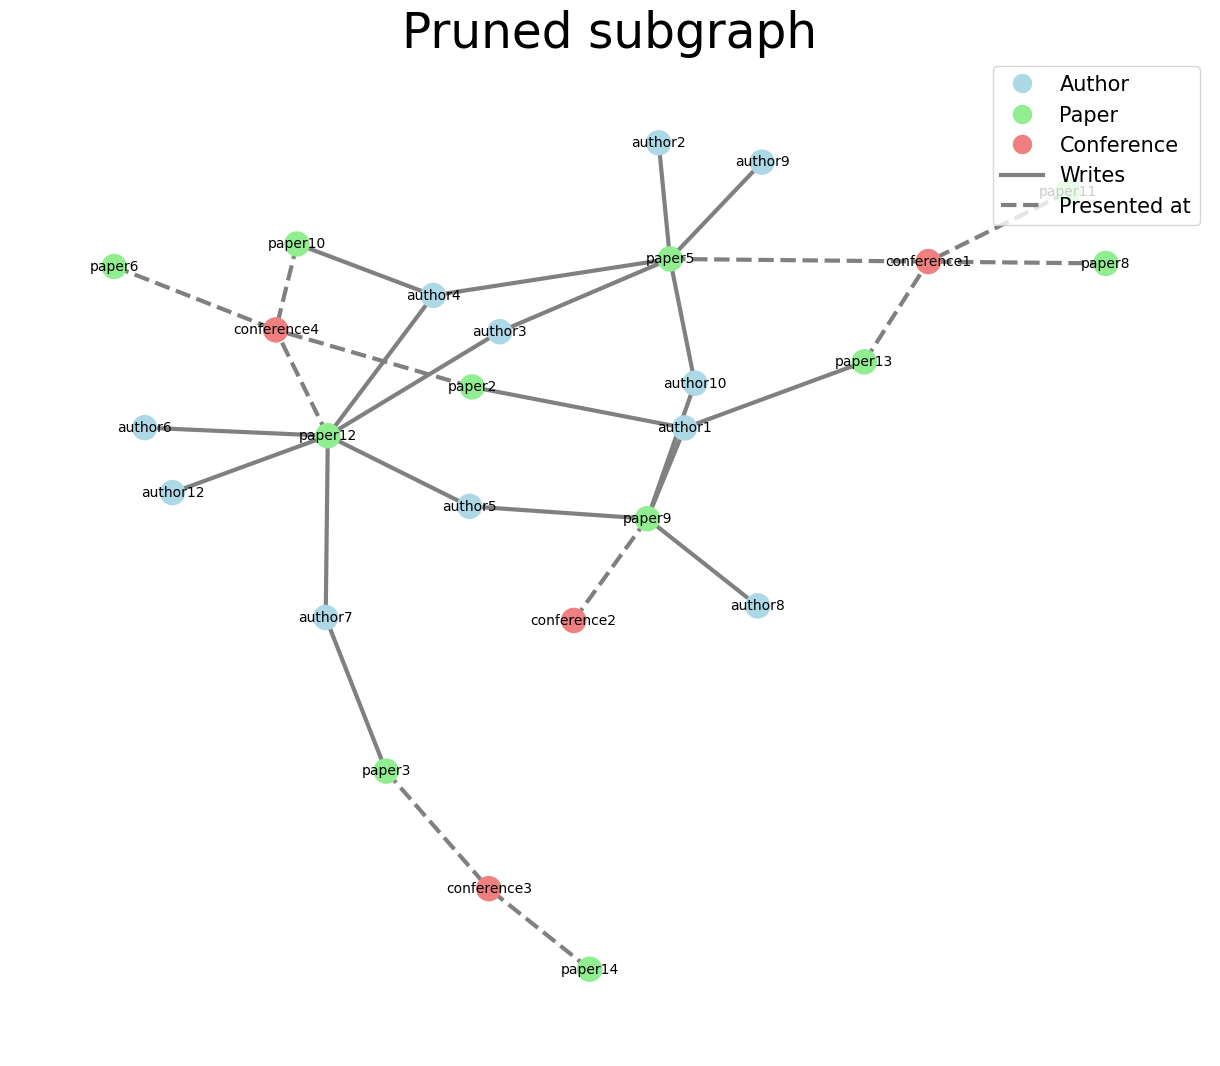 Pruned subgraph
Author
Paper
Conference
Writes
Presented at
author2
author9
paper11
paper10
paper5
conference1
paper8
paper6
author4
conference4
author3
paper13
author10
paper2
author6
paper12
author1
author12
author5
paper9
author8
author7
conference2
paper3
conference3
paper14